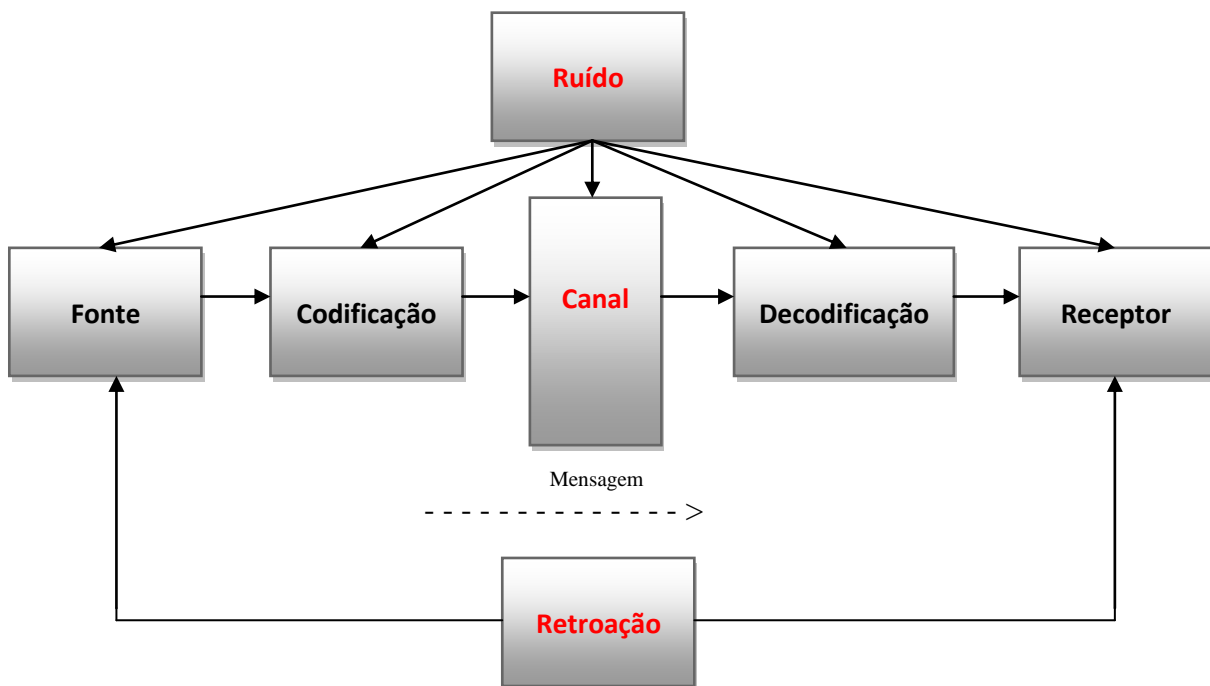 Ruído
Fonte
Codificação
Canal
Decodificação
Receptor
Mensagem
Retroação